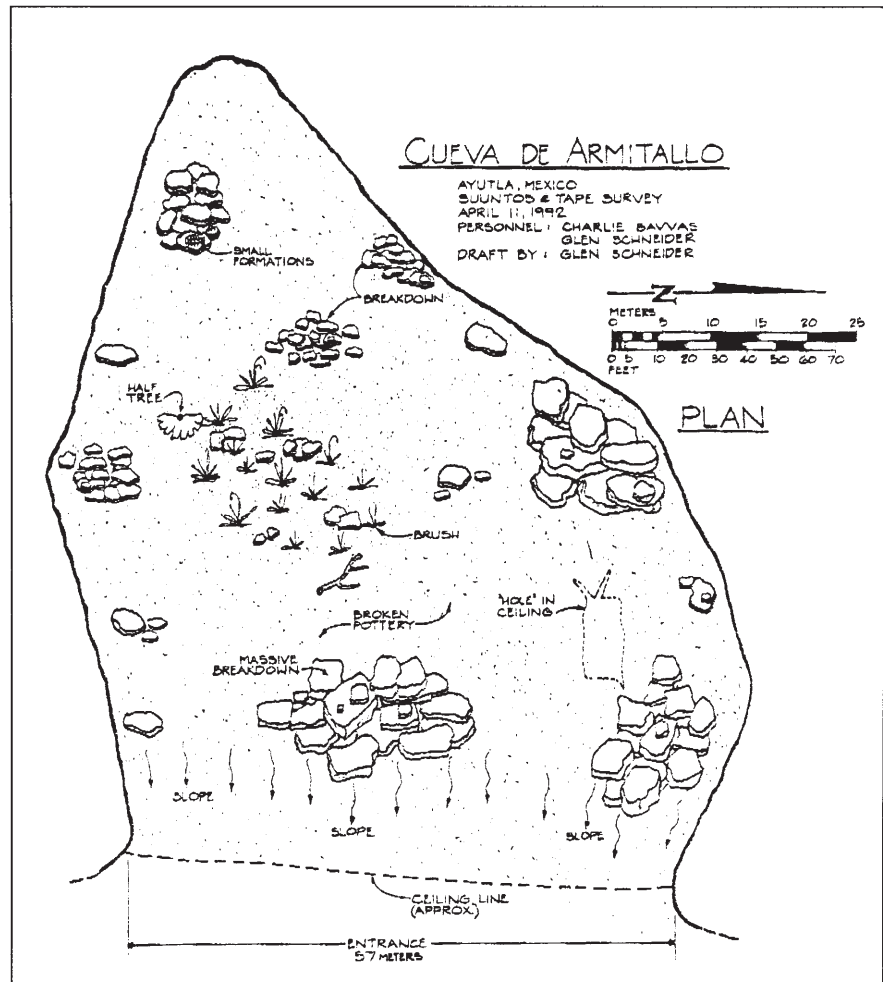 CUEVA DE ARMITALLO
AYUTLA, MEXICO
SUUNTOS & TAPE SURVEY
APRIL 11, 1992
PERSONNEL: CHARLIE SAVVAS
GLEN SCHNEIDER
DRAFT BY: GLEN SCHNEIDER
SMALL
FORMATIONS
BREAKDOWN
N
METERS
0 5 10 15 20 25
0 5 10 20 30 40 50 60 70
FEET
PLAN
HALF
TREE
BRUSH
"HOLE" IN
CEILING
BROKEN
POTTERY
MASSIVE
BREAKDOWN
SLOPE
SLOPE
SLOPE
CEILING LINE
(APPROX.)
ENTRANCE
57 METERS